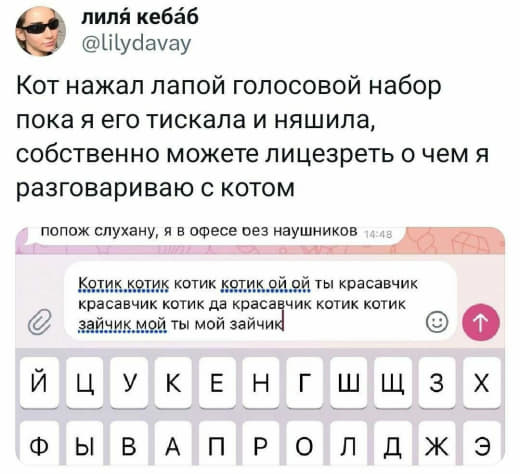 лиля́ кеба́б
@lilydavay
Кот нажал лапой голосовой набор
пока я его тискала и няшила,
собственно можете лицезреть о чем я
разговариваю с котом
попож слухану, я в офесе без наушников 14:48
Котик котик котик котик ой ой ты красавчик
красавчик котик да красавчик котик котик
зайчик мой ты мой зайчик
Й Ц У К Е Н Г Ш Щ З Х
Ф Ы В А П Р О Л Д Ж Э